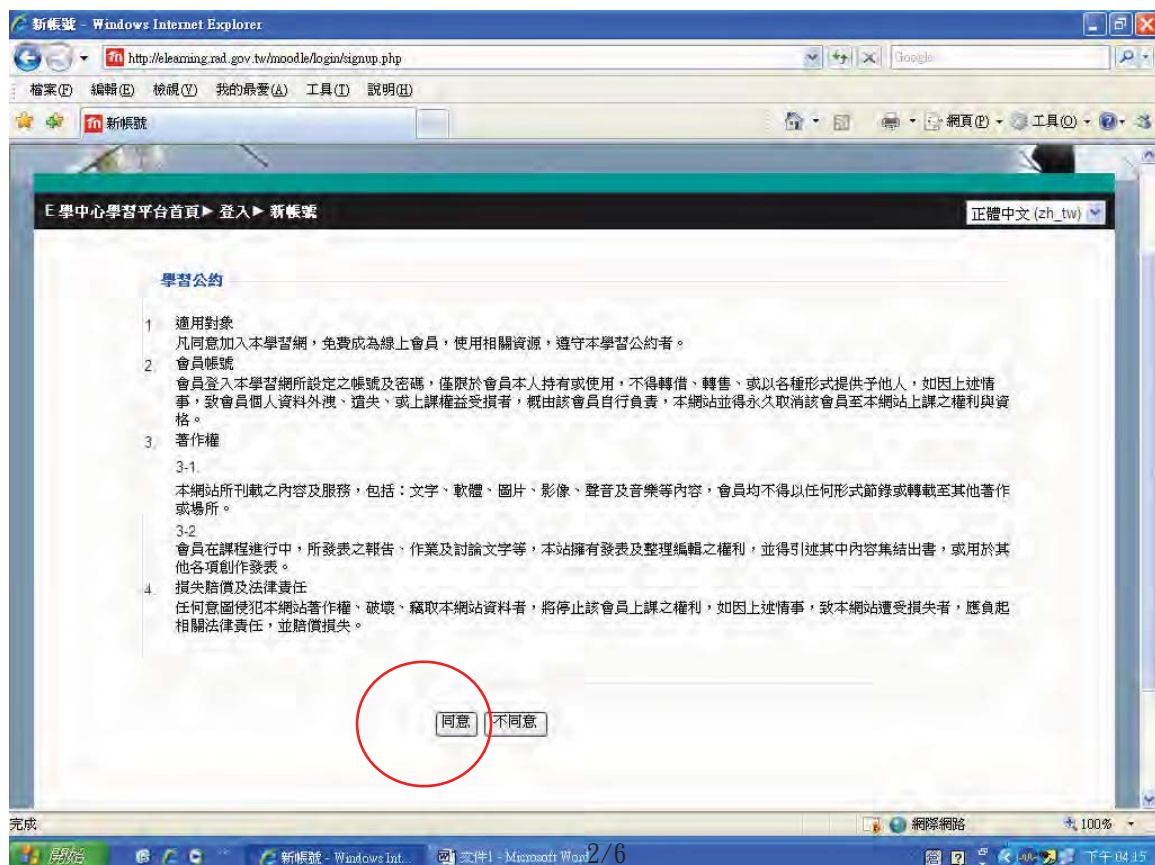 新帳號 - Windows Internet Explorer
http://elearning.rad.gov.tw/moodle/login/signup.php
Google
檔案(F) 編輯(E) 檢視(V) 我的最愛(A) 工具(T) 說明(H)
新帳號
網頁(P)
工具(O)
E 學中心學習平台首頁 ► 登入 ► 新帳號
正體中文 (zh_tw)
學習公約
1. 適用對象
凡同意加入本學習網，免費成為線上會員，使用相關資源，遵守本學習公約者。
2. 會員帳號
會員登入本學習網所設定之帳號及密碼，僅限於會員本人持有或使用，不得轉借、轉售、或以各種形式提供予他人，如因上述情
事，致會員個人資料外洩、遺失、或上課權益受損者，概由該會員自行負責，本網站並得永久取消該會員至本網站上課之權利與資
格。
3. 著作權
3-1.
本網站所刊載之內容及服務，包括：文字、軟體、圖片、影像、聲音及音樂等內容，會員均不得以任何形式節錄或轉載至其他著作
或場所。
3-2
會員在課程進行中，所發表之報告、作業及討論文字等，本站擁有發表及整理編輯之權利，並得引述其中內容集結出書，或用於其
他各項創作發表。
4. 損失賠償及法律責任
任何意圖侵犯本網站著作權、破壞、竊取本網站資料者，將停止該會員上課之權利，如因上述情事，致本網站遭受損失者，應負起
相關法律責任，並賠償損失。
同意 不同意
完成
網際網路
100%
開始
新帳號 - Windows Int...
文件1 - Microsoft Word
2/6
下午 04:15